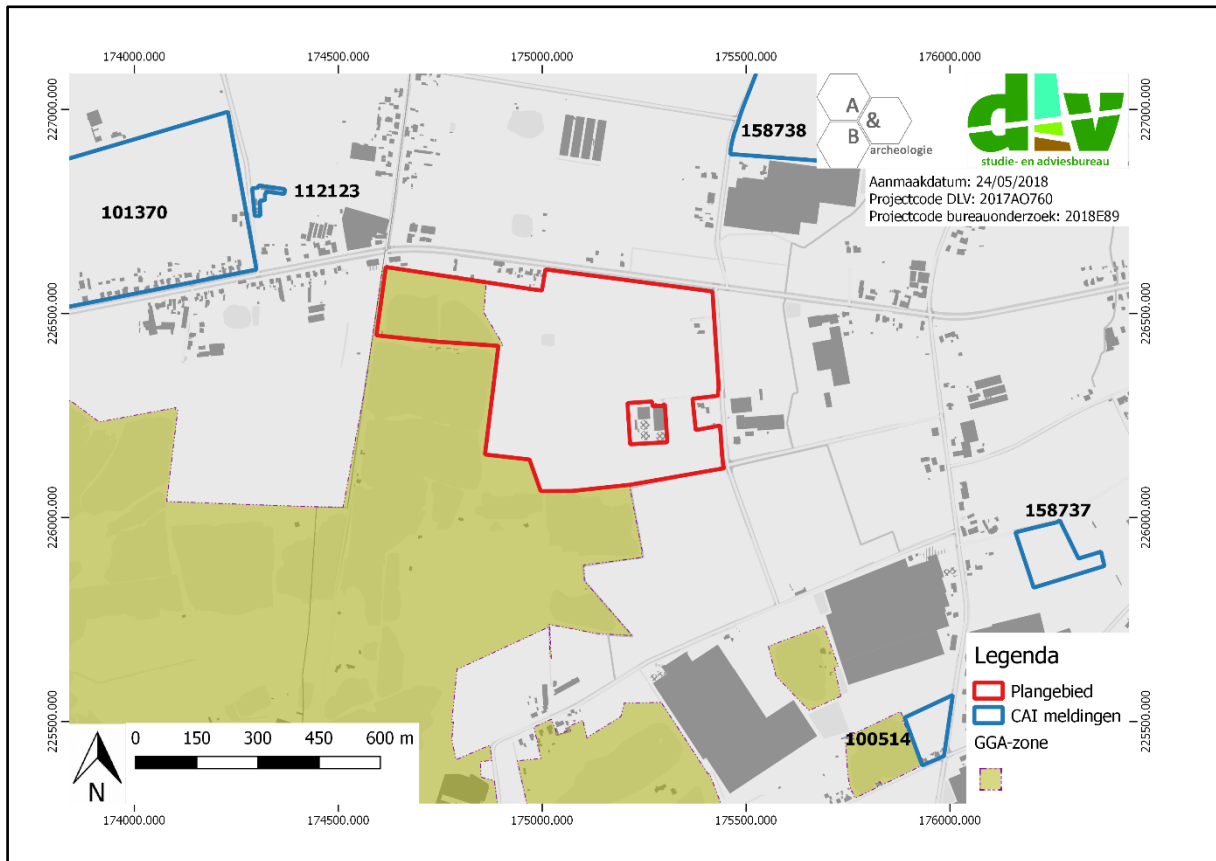 174000.000 174500.000 175000.000 175500.000 176000.000
227000.000 227000.000
226500.000 226500.000
226000.000 226000.000
225500.000 225500.000
A
&
B
archeologie
dlv
studie- en adviesbureau
Aanmaakdatum: 24/05/2018
Projectcode DLV: 2017AO760
Projectcode bureauonderzoek: 2018E89
158738
112123
101370
158737
100514
Legenda
Plangebied
CAI meldingen
GGA-zone
0 150 300 450 600 m
N
174000.000 174500.000 175000.000 175500.000 176000.000